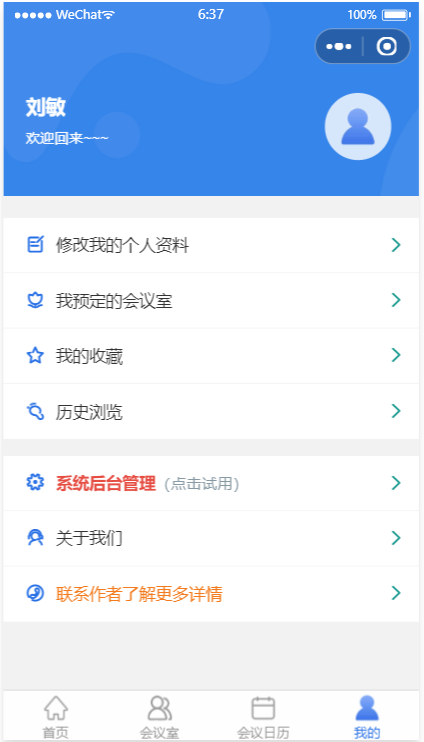 WeChat 6:37 100%
刘敏
欢迎回来~~~
修改我的个人资料
我预定的会议室
我的收藏
历史浏览
系统后台管理（点击试用）
关于我们
联系作者了解更多详情
首页 会议室 会议日历 我的